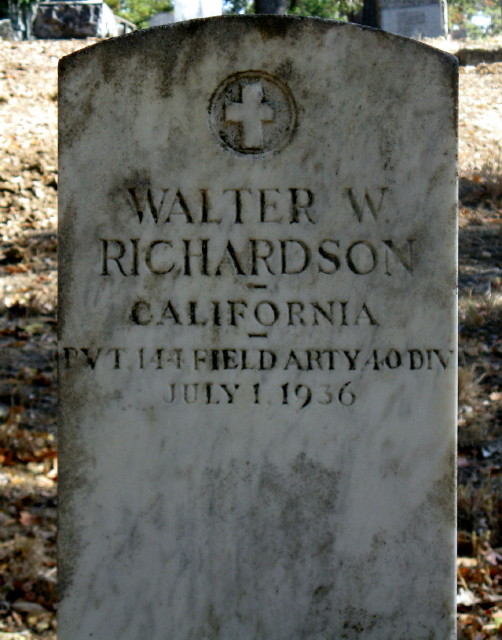 WALTER W
RICHARDSON
CALIFORNIA
PVT. 144 FIELD ARTY. 40 DIV
JULY 1. 1936